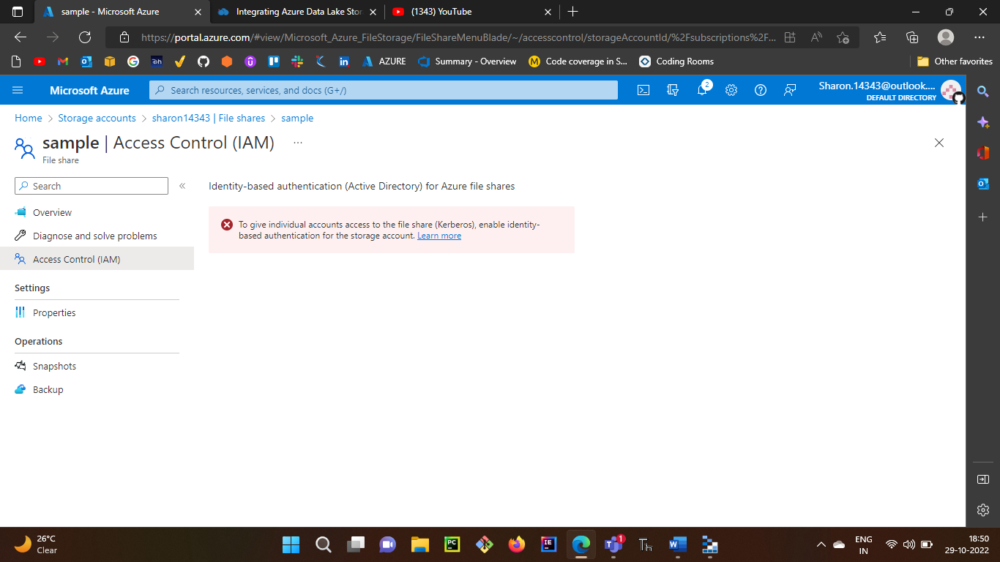 sample - Microsoft Azure
Integrating Azure Data Lake Stor
(1343) YouTube
https://portal.azure.com/#view/Microsoft_Azure_FileStorage/FileShareMenuBlade/~/accesscontrol/storageAccountId/%2Fsubscriptions%2F...
AZURE
Summary - Overview
Code coverage in S...
Coding Rooms
Other favorites
Microsoft Azure
Search resources, services, and docs (G+/)
2
Sharon.14343@outlook....
DEFAULT DIRECTORY
Home > Storage accounts > sharon14343 | File shares > sample
sample | Access Control (IAM)
...
File share
Search
«
Identity-based authentication (Active Directory) for Azure file shares
To give individual accounts access to the file share (Kerberos), enable identity-
based authentication for the storage account. Learn more
Overview
Diagnose and solve problems
Access Control (IAM)
Settings
Properties
Operations
Snapshots
Backup
26°C
Clear
1
ENG
IN
18:50
29-10-2022